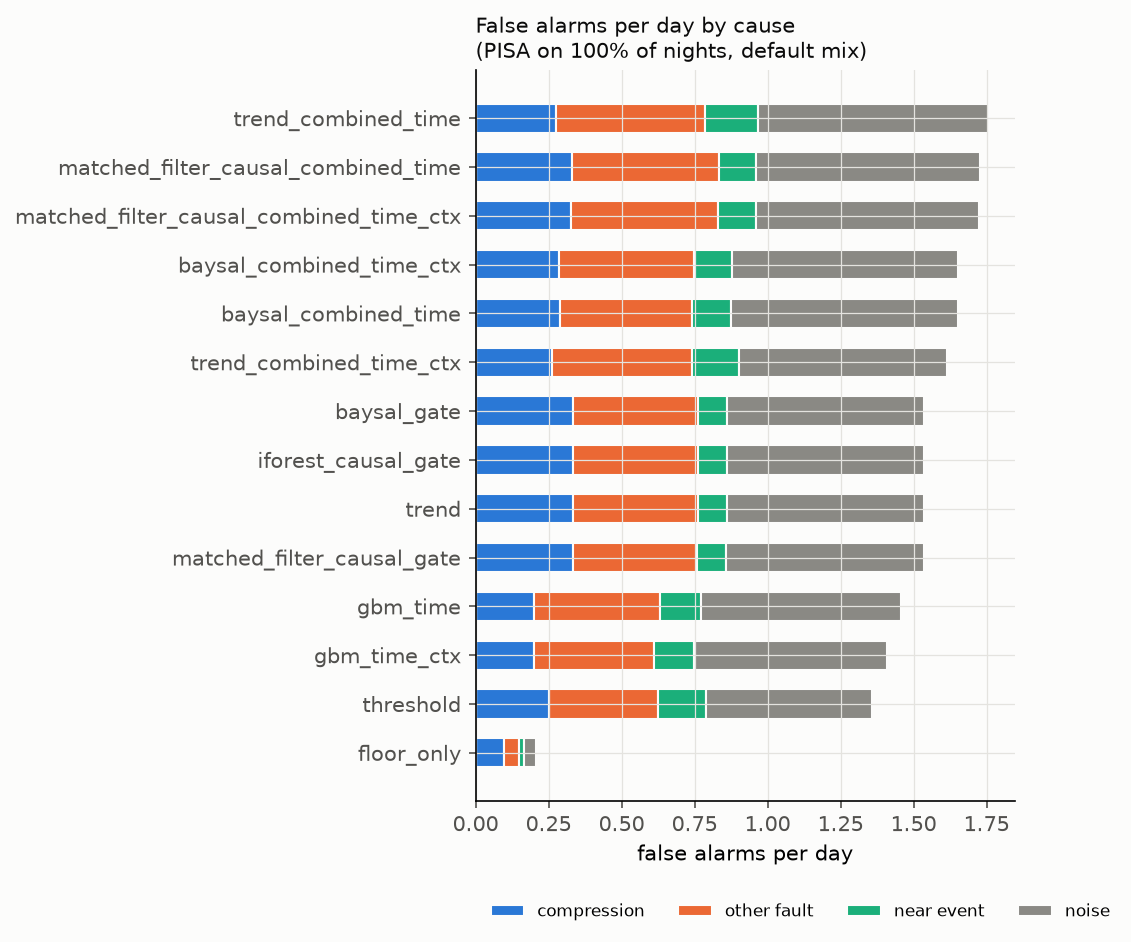 False alarms per day by cause
(PISA on 100% of nights, default mix)
trend_combined_time
matched_filter_causal_combined_time
matched_filter_causal_combined_time_ctx
baysal_combined_time_ctx
baysal_combined_time
trend_combined_time_ctx
baysal_gate
iforest_causal_gate
trend
matched_filter_causal_gate
gbm_time
gbm_time_ctx
threshold
floor_only
0.00 0.25 0.50 0.75 1.00 1.25 1.50 1.75
false alarms per day
compression other fault near event noise